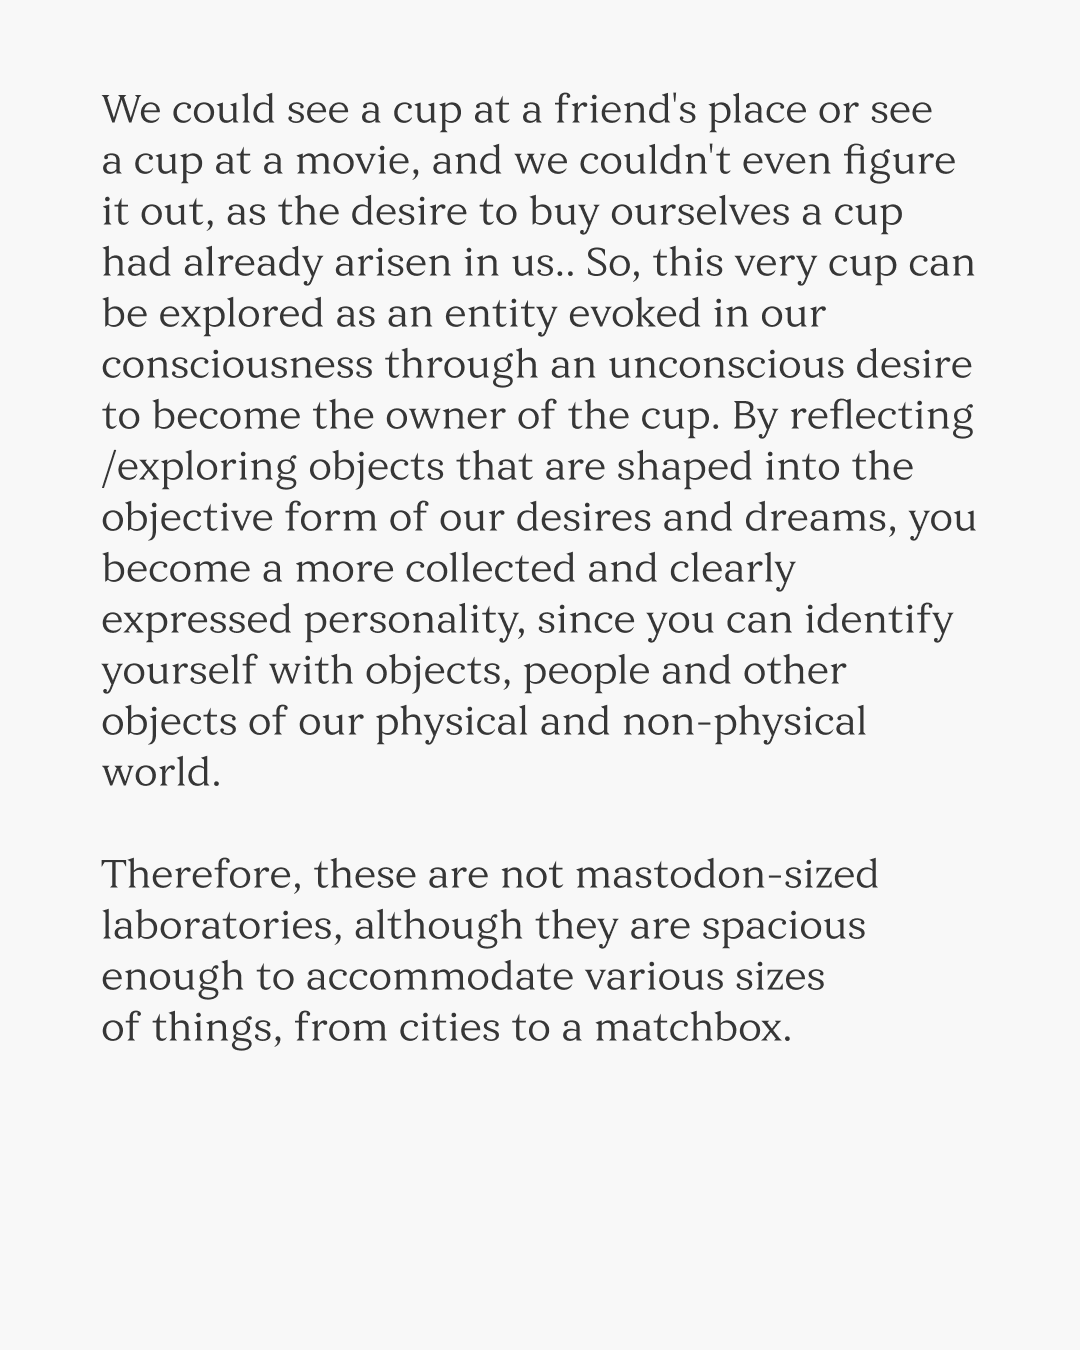 We could see a cup at a friend's place or see
a cup at a movie, and we couldn't even figure
it out, as the desire to buy ourselves a cup
had already arisen in us.. So, this very cup can
be explored as an entity evoked in our
consciousness through an unconscious desire
to become the owner of the cup. By reflecting
/exploring objects that are shaped into the
objective form of our desires and dreams, you
become a more collected and clearly
expressed personality, since you can identify
yourself with objects, people and other
objects of our physical and non-physical
world.
Therefore, these are not mastodon-sized
laboratories, although they are spacious
enough to accommodate various sizes
of things, from cities to a matchbox.